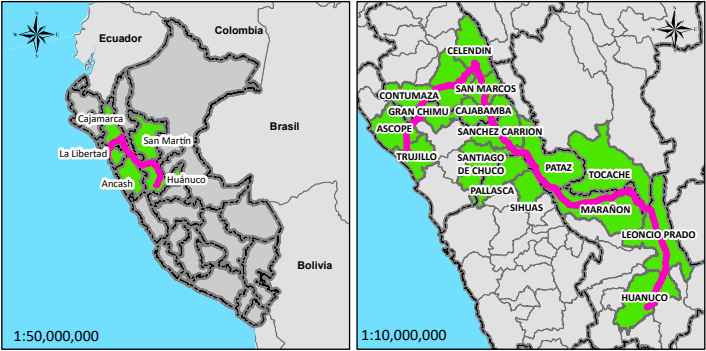 Colombia
Ecuador
Cajamarca
San Martín
Brasil
La Libertad
Huánuco
Ancash
Bolivia
1:50,000,000
CELENDIN
SAN MARCOS
CONTUMAZA
GRAN CHIMU
CAJABAMBA
ASCOPE
SANCHEZ CARRION
TRUJILLO
SANTIAGO
DE CHUCO
PATAZ
TOCACHE
PALLASCA
SIHUAS
MARAÑON
LEONCIO PRADO
HUANUCO
1:10,000,000